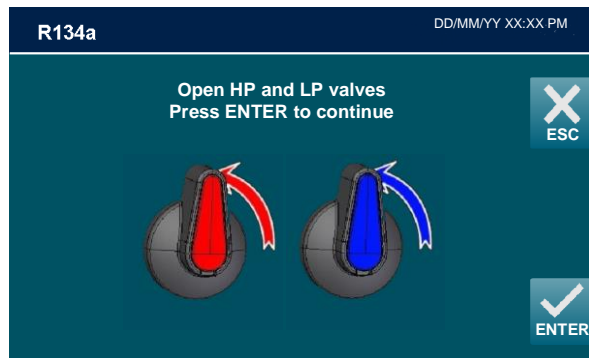 R134a
DD/MM/YY XX:XX PM
Open HP and LP valves
Press ENTER to continue
ESC
ENTER